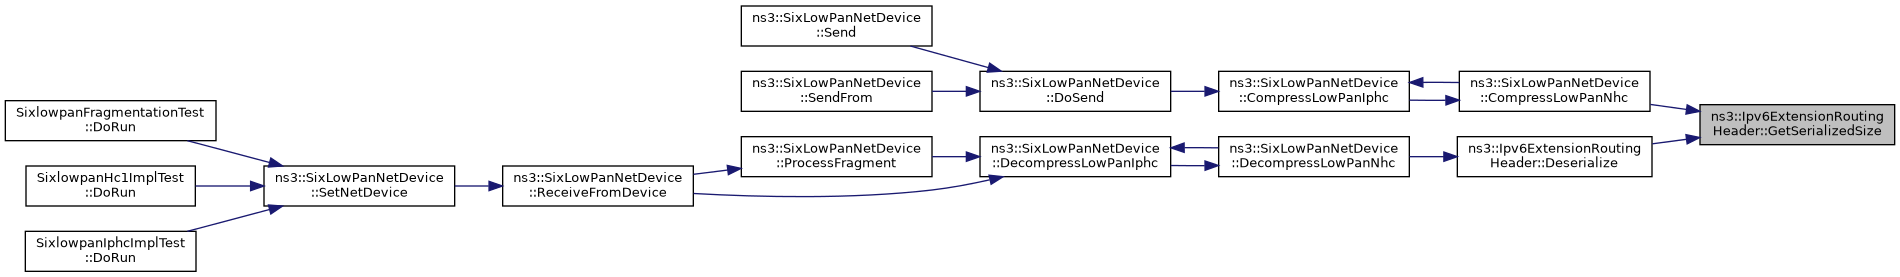 ns3::SixLowPanNetDevice
::Send
ns3::SixLowPanNetDevice
::SendFrom
ns3::SixLowPanNetDevice
::DoSend
ns3::SixLowPanNetDevice
::CompressLowPanIphc
ns3::SixLowPanNetDevice
::CompressLowPanNhc
ns3::Ipv6ExtensionRouting
Header::GetSerializedSize
SixlowpanFragmentationTest
::DoRun
SixlowpanHc1ImplTest
::DoRun
SixlowpanIphcImplTest
::DoRun
ns3::SixLowPanNetDevice
::SetNetDevice
ns3::SixLowPanNetDevice
::ReceiveFromDevice
ns3::SixLowPanNetDevice
::ProcessFragment
ns3::SixLowPanNetDevice
::DecompressLowPanIphc
ns3::SixLowPanNetDevice
::DecompressLowPanNhc
ns3::Ipv6ExtensionRouting
Header::Deserialize